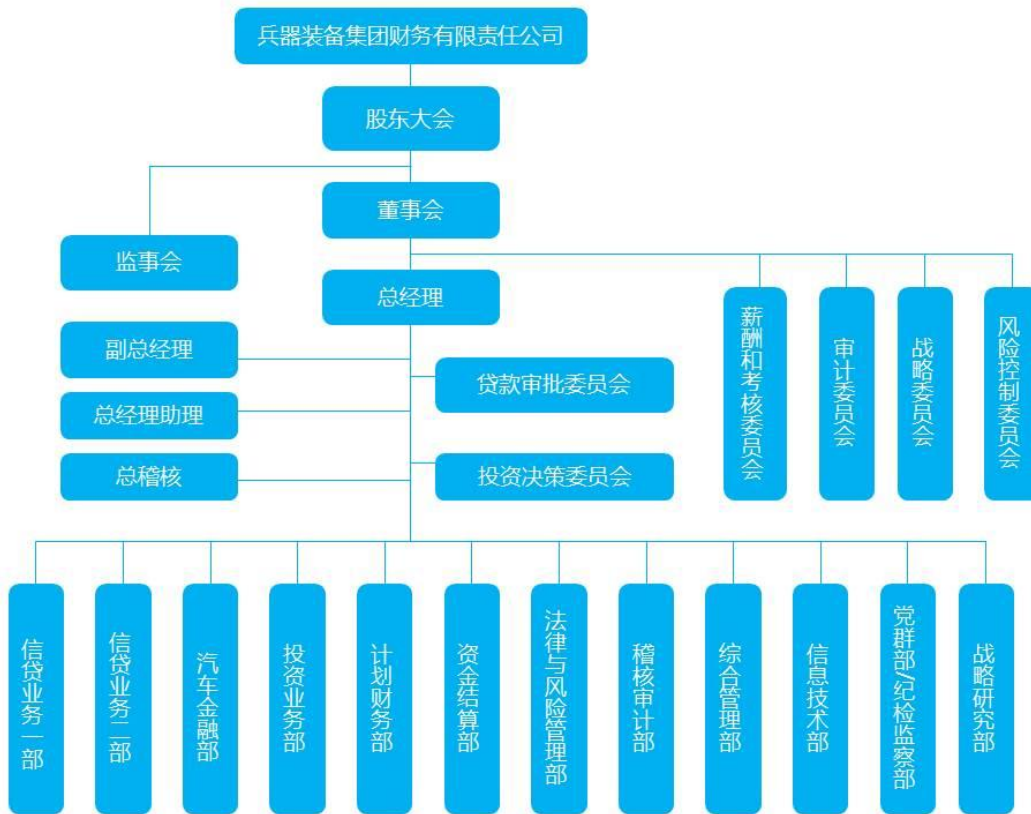 兵器装备集团财务有限责任公司
股东大会
董事会
监事会
总经理
薪酬和考核委员会
审计委员会
战略委员会
风险控制委员会
副总经理
贷款审批委员会
总经理助理
总稽核
投资决策委员会
信贷业务一部
信贷业务二部
汽车金融部
投资业务部
计划财务部
资金结算部
法律与风险管理部
稽核审计部
综合管理部
信息技术部
党群部/纪检监察部
战略研究部